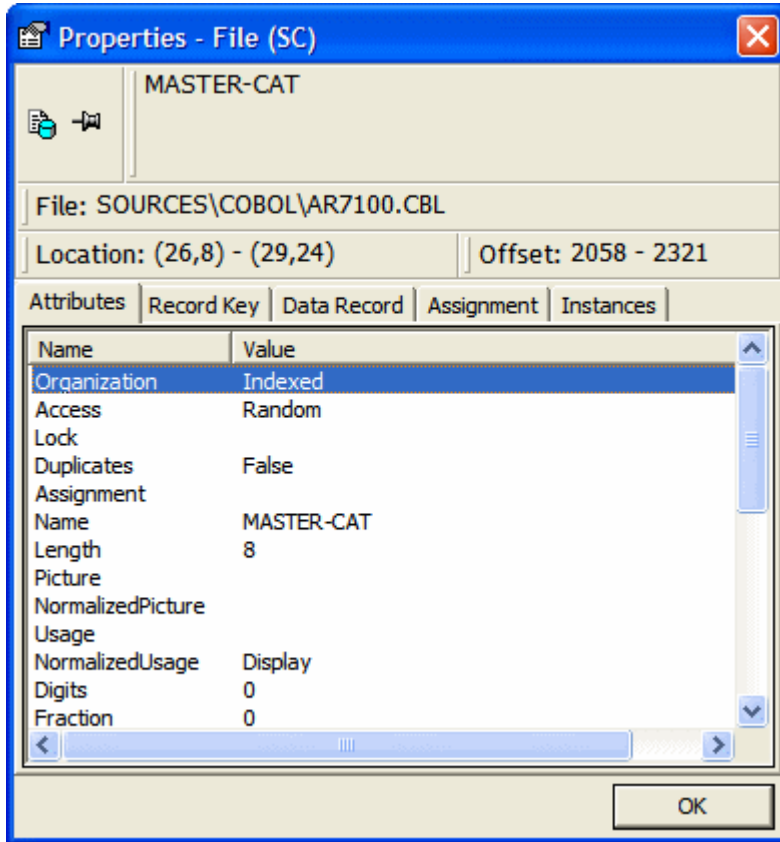 Properties - File (SC)
MASTER-CAT
File: SOURCES\COBOL\AR7100.CBL
Location: (26,8) - (29,24) Offset: 2058 - 2321
Attributes Record Key Data Record Assignment Instances
Name Value
Organization Indexed
Access Random
Lock
Duplicates False
Assignment
Name MASTER-CAT
Length 8
Picture
NormalizedPicture
Usage
NormalizedUsage Display
Digits 0
Fraction 0
OK